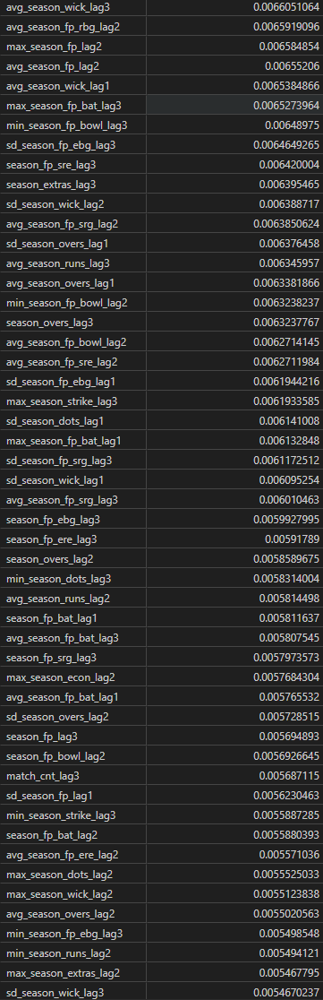 avg_season_wick_lag3 0.0066051064
avg_season_fp_rbg_lag2 0.0065919096
max_season_fp_lag2 0.006584854
avg_season_fp_lag2 0.00655206
avg_season_wick_lag1 0.0065384866
max_season_fp_bat_lag3 0.0065273964
min_season_fp_bowl_lag3 0.00648975
sd_season_fp_ebg_lag3 0.0064649265
season_fp_sre_lag3 0.006420004
season_extras_lag3 0.006395465
sd_season_wick_lag2 0.006388717
avg_season_fp_srg_lag2 0.0063850624
sd_season_overs_lag1 0.006376458
avg_season_runs_lag3 0.006345957
avg_season_overs_lag1 0.0063381866
min_season_fp_bowl_lag2 0.0063238237
season_overs_lag3 0.0063237767
avg_season_fp_bowl_lag2 0.0062714145
avg_season_fp_sre_lag2 0.0062711984
sd_season_fp_ebg_lag1 0.0061944216
max_season_strike_lag3 0.0061933585
sd_season_dots_lag1 0.006141008
max_season_fp_bat_lag1 0.006132848
sd_season_fp_srg_lag3 0.0061172512
sd_season_wick_lag1 0.006095254
avg_season_fp_srg_lag3 0.006010463
season_fp_ebg_lag3 0.0059927995
season_fp_ere_lag3 0.00591789
season_overs_lag2 0.0058589675
min_season_dots_lag3 0.0058314004
avg_season_runs_lag2 0.005814498
season_fp_bat_lag1 0.005811637
avg_season_fp_bat_lag3 0.005807545
season_fp_srg_lag3 0.0057973573
max_season_econ_lag2 0.0057684304
avg_season_fp_bat_lag1 0.005765532
sd_season_overs_lag2 0.005728515
season_fp_lag3 0.005694893
season_fp_bowl_lag2 0.0056926645
match_cnt_lag3 0.005687115
sd_season_fp_lag1 0.0056230463
min_season_strike_lag3 0.0055887285
season_fp_bat_lag2 0.0055880393
avg_season_fp_ere_lag2 0.005571036
max_season_dots_lag2 0.0055525033
max_season_wick_lag2 0.0055123838
avg_season_overs_lag2 0.0055020563
min_season_fp_ebg_lag3 0.005498548
min_season_runs_lag2 0.005494121
max_season_extras_lag2 0.005467795
sd_season_wick_lag3 0.0054670237